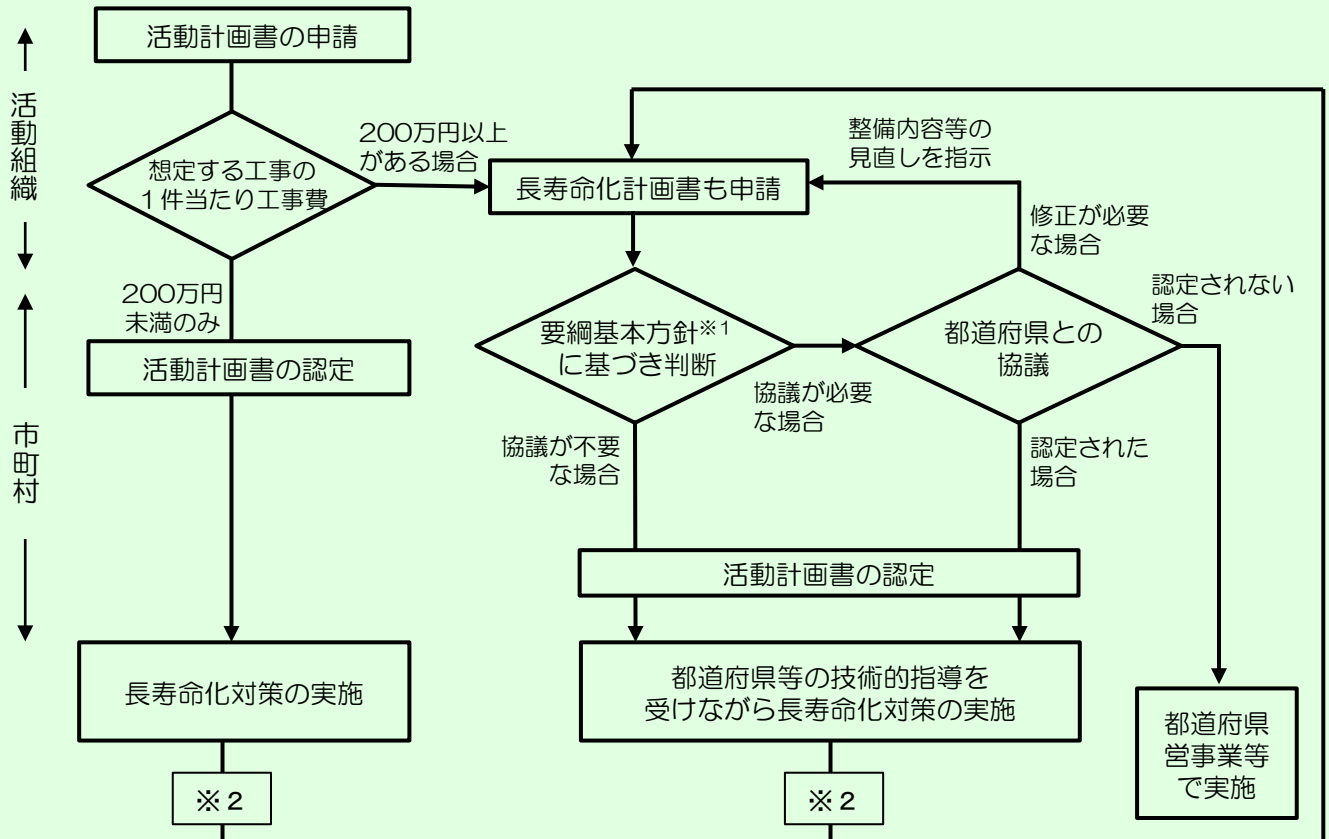 活動組織
市町村
活動計画書の申請
想定する工事の
１件当たり工事費
200万円以上
がある場合
200万円
未満のみ
活動計画書の認定
長寿命化対策の実施
※２
整備内容等の
見直しを指示
長寿命化計画書も申請
修正が必要
な場合
要綱基本方針※1
に基づき判断
協議が必要
な場合
都道府県との
協議
認定されない
場合
協議が不要
な場合
認定された
場合
活動計画書の認定
都道府県等の技術的指導を
受けながら長寿命化対策の実施
※２
都道府県
営事業等
で実施